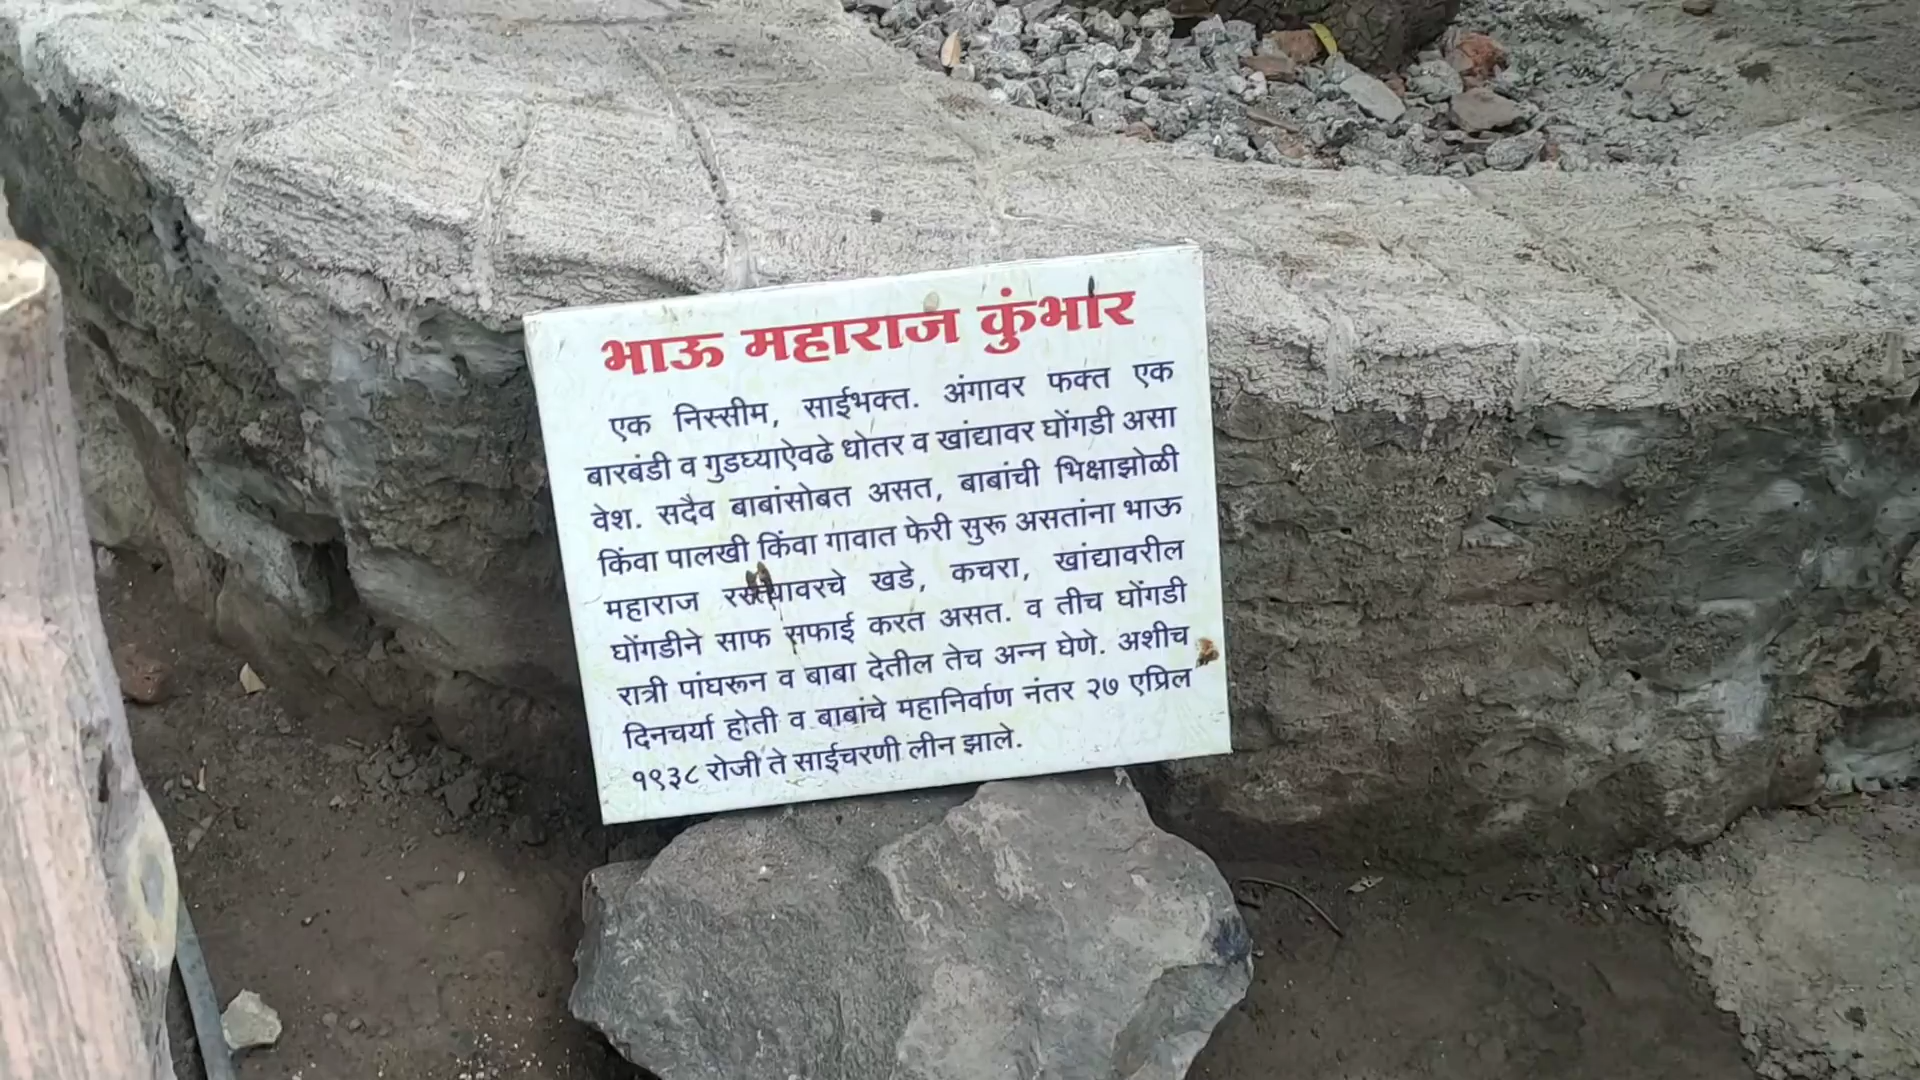 भाऊ महाराज कुंभार
एक निस्सीम, साईभक्त. अंगावर फक्त एक
बारबंडी व गुडघ्याऐवढे धोतर व खांद्यावर घोंगडी असा
वेश. सदैव बाबांसोबत असत, बाबांची भिक्षाझोळी
किंवा पालखी किंवा गावात फेरी सुरू असतांना भाऊ
महाराज रस्त्यावरचे खडे, कचरा, खांद्यावरील
घोंगडीने साफ सफाई करत असत. व तीच घोंगडी
रात्री पांघरून व बाबा देतील तेच अन्न घेणे. अशीच
दिनचर्या होती व बाबांचे महानिर्वाण नंतर २७ एप्रिल
१९३८ रोजी ते साईचरणी लीन झाले.